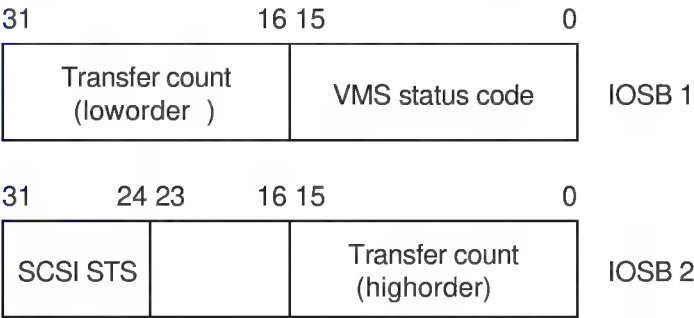 31 16 15 0
Transfer count
(loworder )
VMS status code
IOSB 1
31 24 23 16 15 0
SCSI STS
Transfer count
(highorder)
IOSB 2